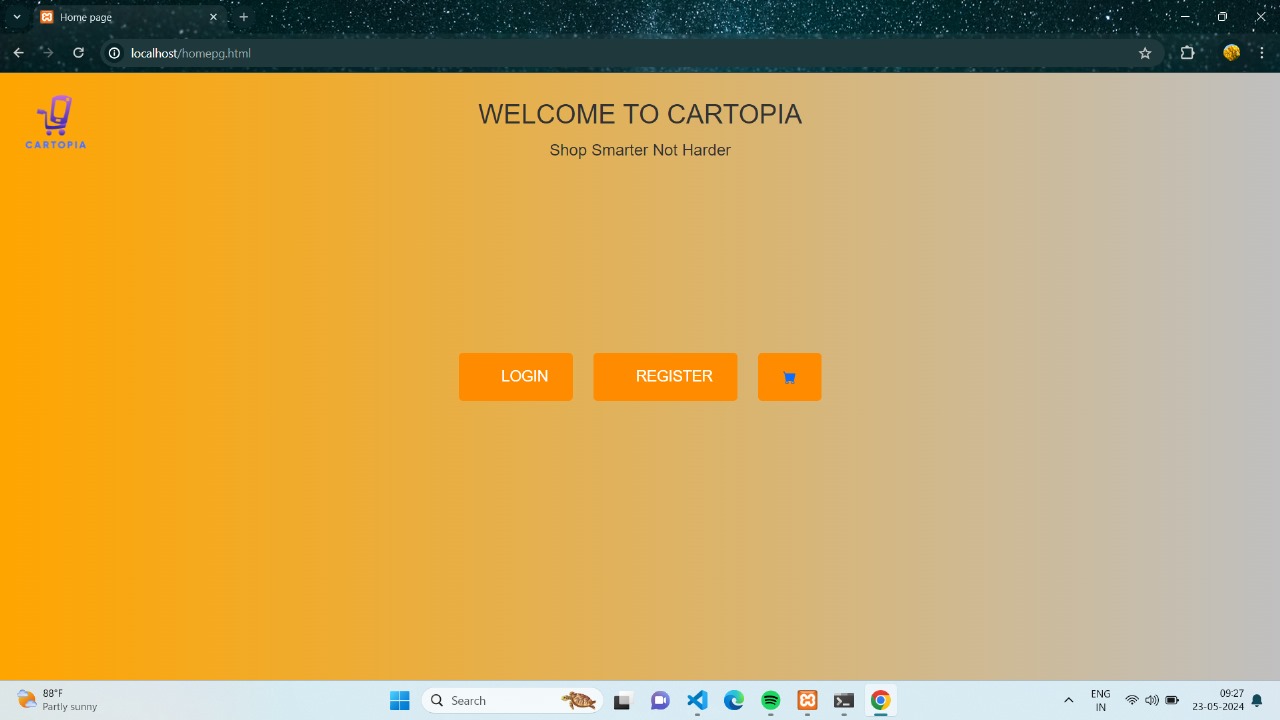 Home page
localhost/homepg.html
CARTOPIA
WELCOME TO CARTOPIA
Shop Smarter Not Harder
LOGIN
REGISTER
88°F
Partly sunny
Search
ENG
IN
09:27
23-05-2024